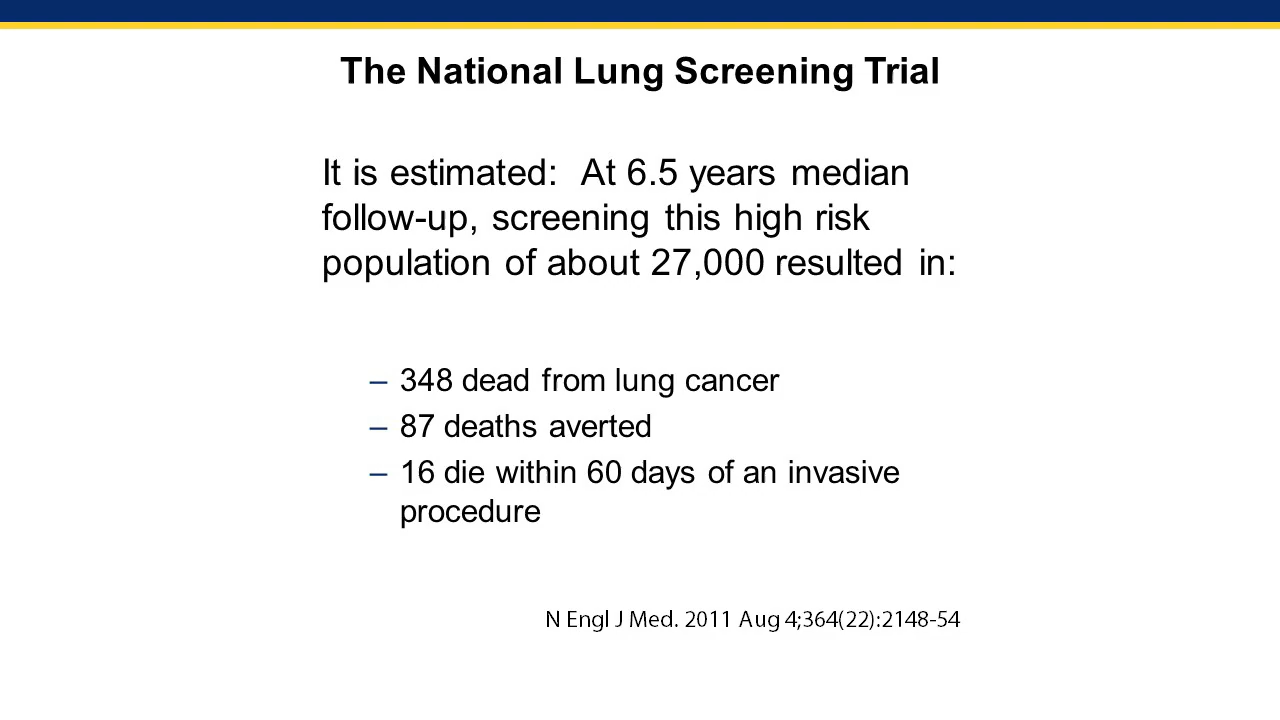 The National Lung Screening Trial
It is estimated: At 6.5 years median
follow-up, screening this high risk
population of about 27,000 resulted in:
– 348 dead from lung cancer
– 87 deaths averted
– 16 die within 60 days of an invasive
procedure
N Engl J Med. 2011 Aug 4;364(22):2148-54